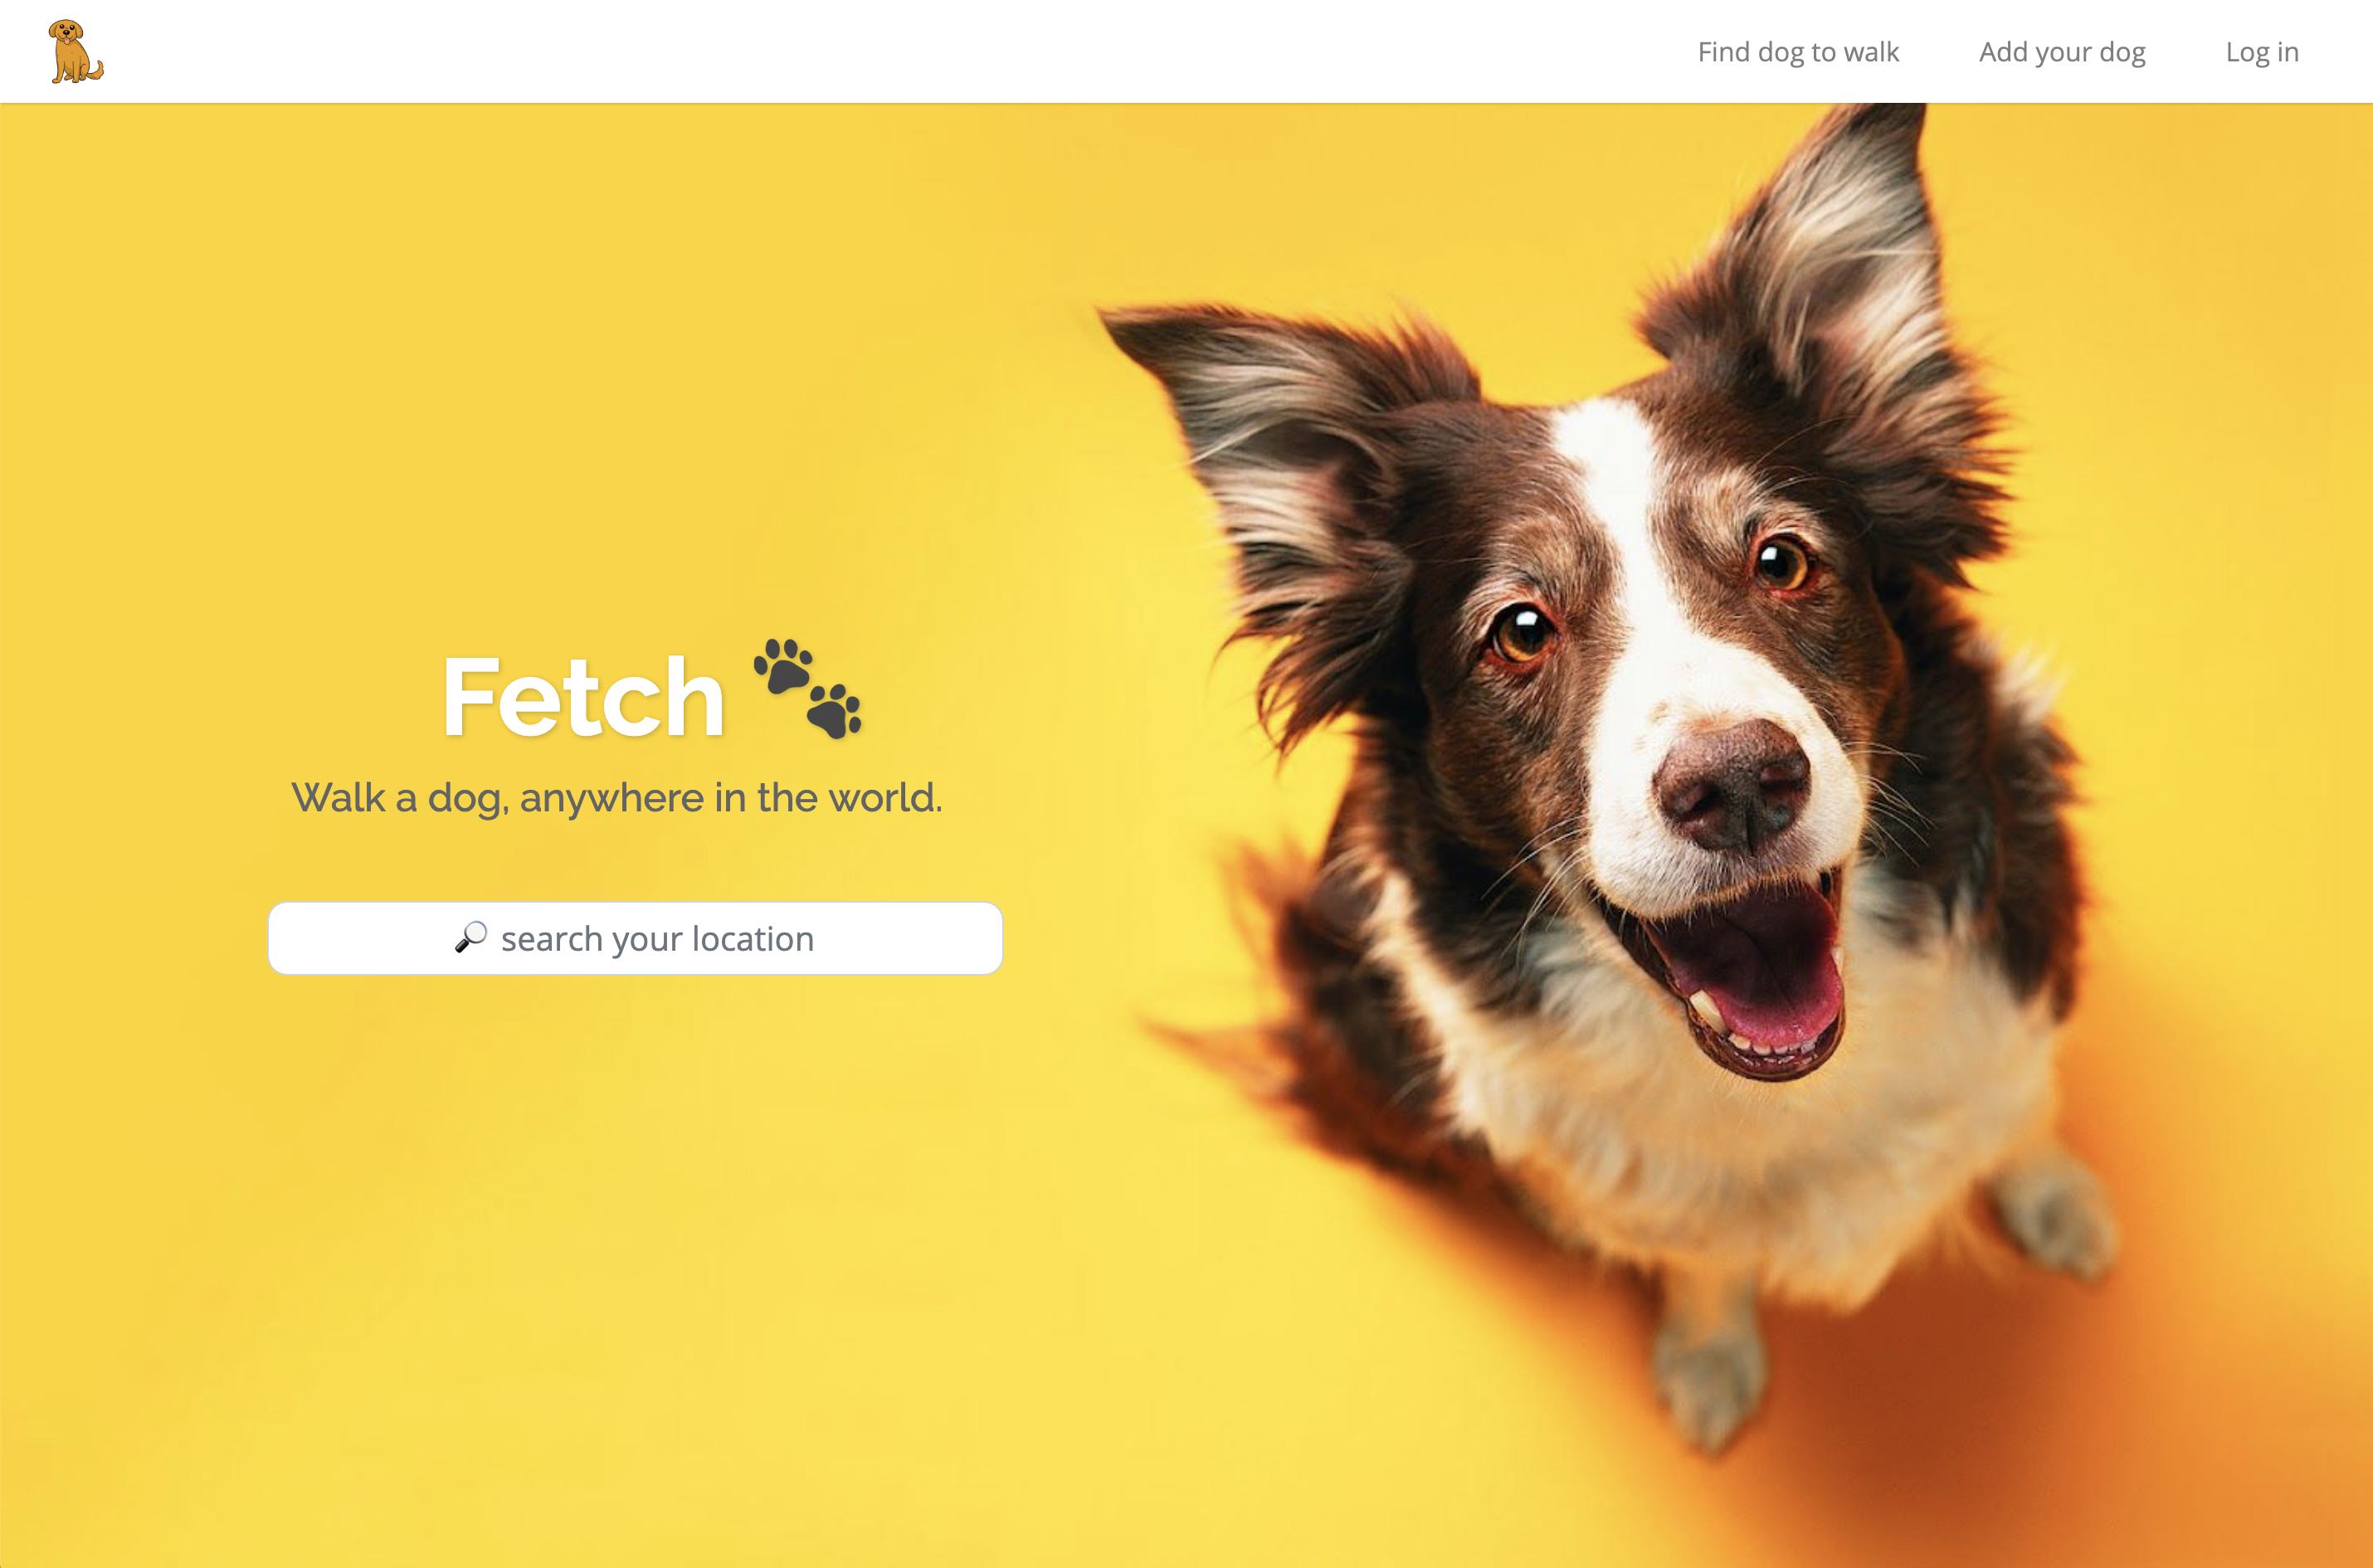 Find dog to walk
Add your dog
Log in
Fetch 🐾
Walk a dog, anywhere in the world.
🔎 search your location